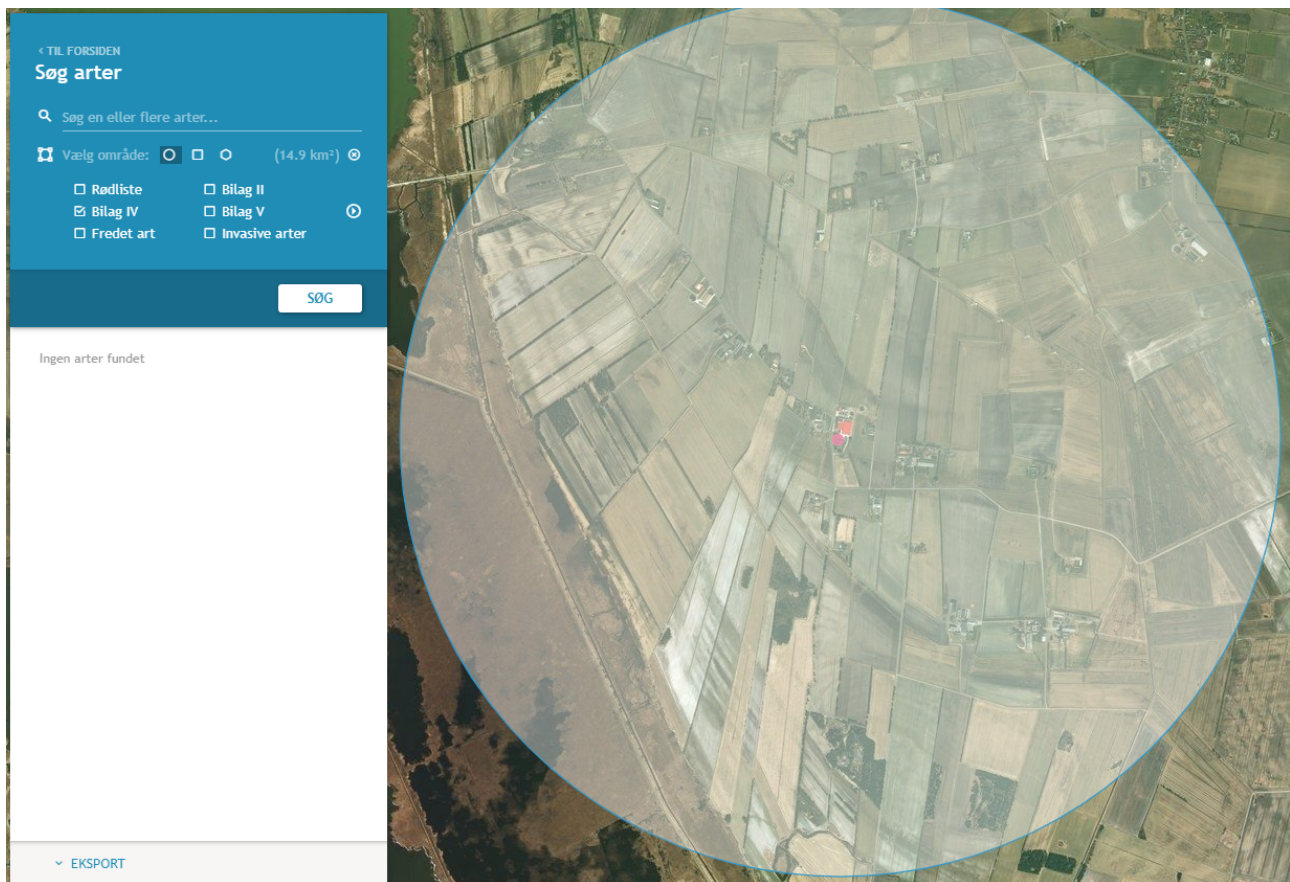 ‹ TIL FORSIDEN
Søg arter
Søg en eller flere arter...
Vælg område: (14.9 km²)
Rødliste Bilag II
Bilag IV Bilag V
Fredet art Invasive arter
SØG
Ingen arter fundet
EKSPORT